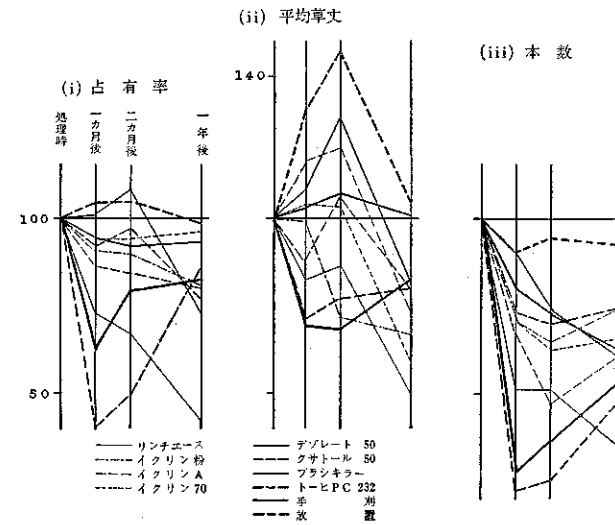 (ii) 平均草丈
(iii) 本数
(i) 占有率
140
処理時
一カ月後
二カ月後
一年後
100
50
リンチエース
イクリン粉
イクリンA
イクリン70
デゾレート 50
クサトール 50
ブラシキラー
トーヒPC 232
手刈
放置